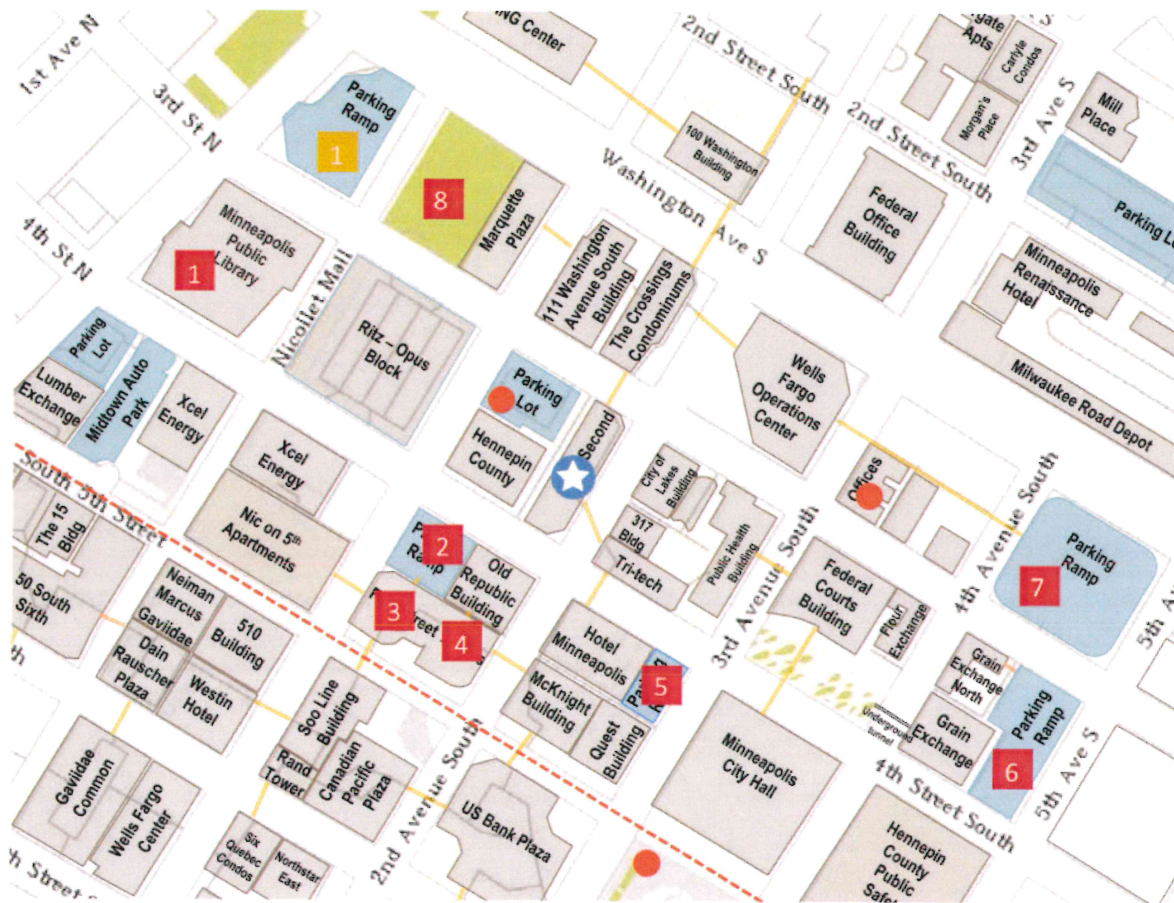 NG Center
2nd Street South
gate
Apts
Carlyle
Condos
1st Ave N
3rd St N
Parking
Ramp
1
100 Washington
Building
2nd Street South
Morgan's
Place
3rd Ave S
Mill
Place
8
Marquette
Plaza
Washington Ave S
Federal
Office
Building
Parking
4th St N
Minneapolis
Public
Library
1
Nicollet Mall
111 Washington
Avenue South
Building
The Crossings
Condominums
Minneapolis
Renaissance
Hotel
Ritz – Opus
Block
Parking
Lot
Lumber
Exchange
Midtown Auto
Park
Xcel
Energy
Parking
Lot
Second
Wells
Fargo
Operations
Center
Milwaukee Road Depot
Hennepin
County
Xcel
Energy
City of
Lakes
Building
Offices
South 5th Street
The 15
Bldg
Nic on 5th
Apartments
2
Ramp
Old
Republic
Building
317
Bldg
Tri-tech
Public Health
Building
3rd Avenue South
4th Avenue South
Parking
Ramp
7
50 South
Sixth
Neiman
Marcus
Gaviidae
510
Building
3
4
Federal
Courts
Building
Flour
Exchange
5th Av
Dain
Rauscher
Plaza
Westin
Hotel
Soo Line
Building
Hotel
Minneapolis
5
McKnight
Building
Quest
Building
Grain
Exchange
North
Parking
Ramp
6
Underground
tunnel
Grain
Exchange
Minneapolis
City Hall
4th Street South
5th Ave S
Gaviidae
Common
Wells Fargo
Center
Rand
Tower
Canadian
Pacific
Plaza
2nd Avenue South
US Bank Plaza
Six
Quebec
Condos
Northstar
East
Hennepin
County
Public
h Street S